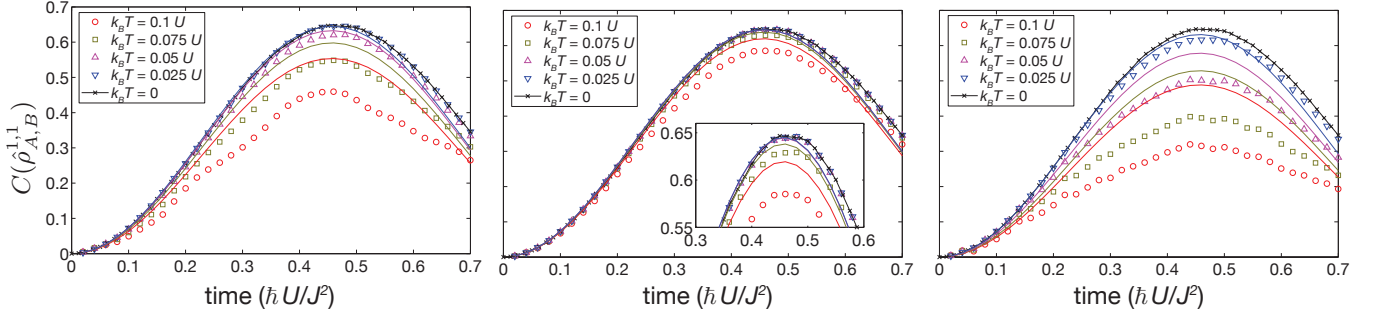 C(ρ̂^{1,1}_{A,B})
0.7
0.6
0.5
0.4
0.3
0.2
0.1
0
k_BT = 0.1 U
k_BT = 0.075 U
k_BT = 0.05 U
k_BT = 0.025 U
k_BT = 0
0 0.1 0.2 0.3 0.4 0.5 0.6 0.7
time (ħ U/J²)
k_BT = 0.1 U
k_BT = 0.075 U
k_BT = 0.05 U
k_BT = 0.025 U
k_BT = 0
0.65
0.6
0.55
0.3 0.4 0.5 0.6
0 0.1 0.2 0.3 0.4 0.5 0.6 0.7
time (ħ U/J²)
k_BT = 0.1 U
k_BT = 0.075 U
k_BT = 0.05 U
k_BT = 0.025 U
k_BT = 0
0 0.1 0.2 0.3 0.4 0.5 0.6 0.7
time (ħ U/J²)